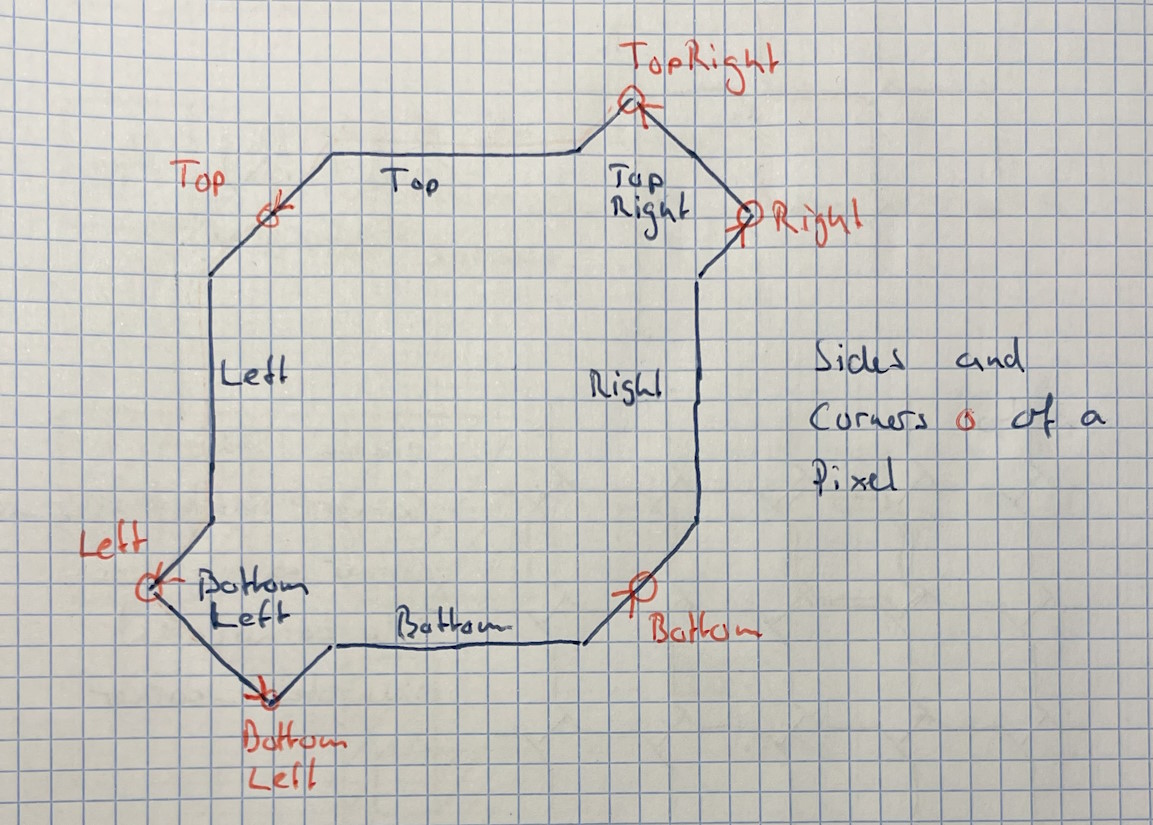 TopRight
Top
Top
Top
Right
Right
Left
Right
Sides and
Corners of a
Pixel
Left
Bottom
Left
Bottom
Bottom
Bottom
Left